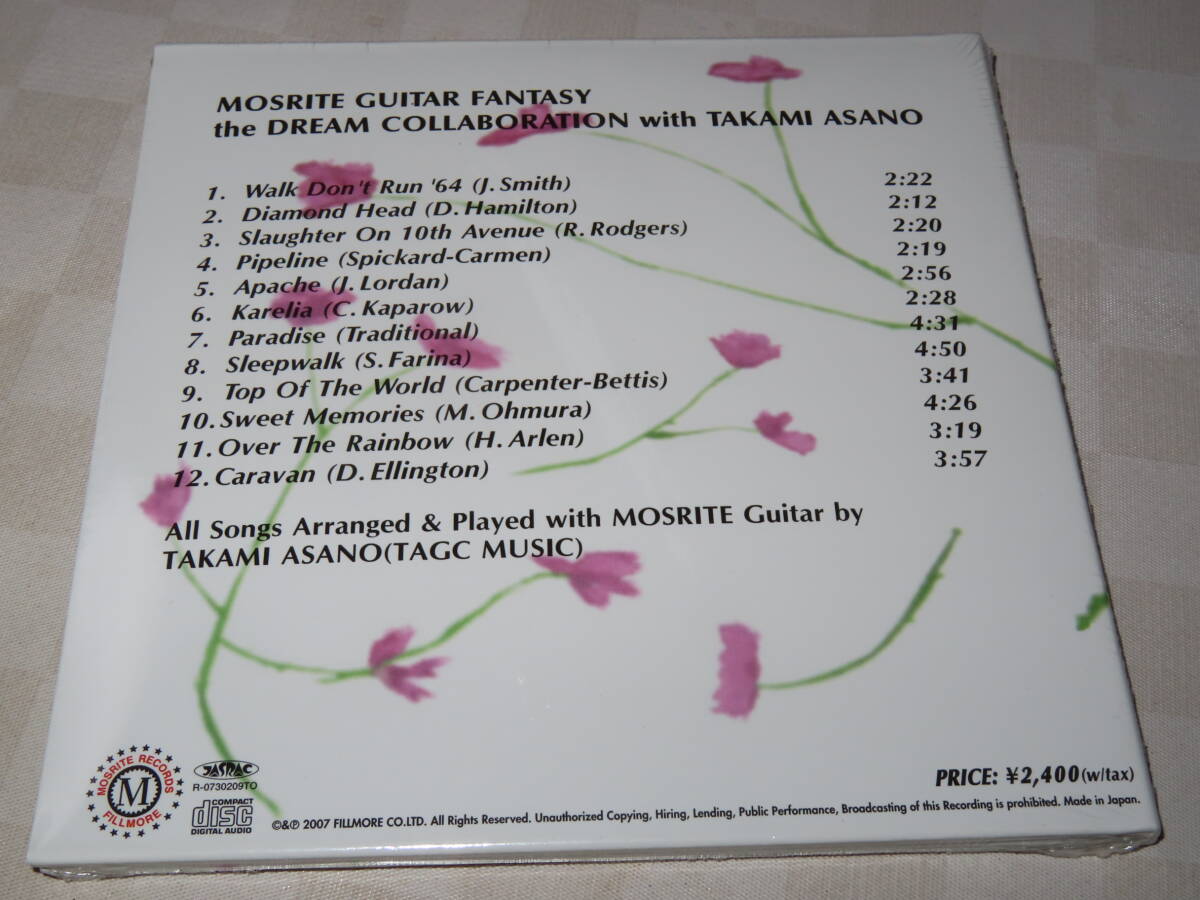 MOSRITE GUITAR FANTASY
the DREAM COLLABORATION with TAKAMI ASANO
1. Walk Don't Run '64 (J. Smith) 2:22
2. Diamond Head (D. Hamilton) 2:12
3. Slaughter On 10th Avenue (R. Rodgers) 2:20
4. Pipeline (Spickard-Carmen) 2:19
5. Apache (J. Lordan) 2:56
6. Karelia (C. Kaparow) 2:28
7. Paradise (Traditional) 4:31
8. Sleepwalk (S. Farina) 4:50
9. Top Of The World (Carpenter-Bettis) 3:41
10. Sweet Memories (M. Ohmura) 4:26
11. Over The Rainbow (H. Arlen) 3:19
12. Caravan (D. Ellington) 3:57
All Songs Arranged & Played with MOSRITE Guitar by
TAKAMI ASANO(TAGC MUSIC)
MOSRITE RECORDS
M
FILLMORE
JASRAC
R-0730209TO
COMPACT
disc
DIGITAL AUDIO
PRICE: ¥2,400(w/tax)
©&℗ 2007 FILLMORE CO.LTD. All Rights Reserved. Unauthorized Copying, Hiring, Lending, Public Performance, Broadcasting of this Recording is prohibited. Made in Japan.